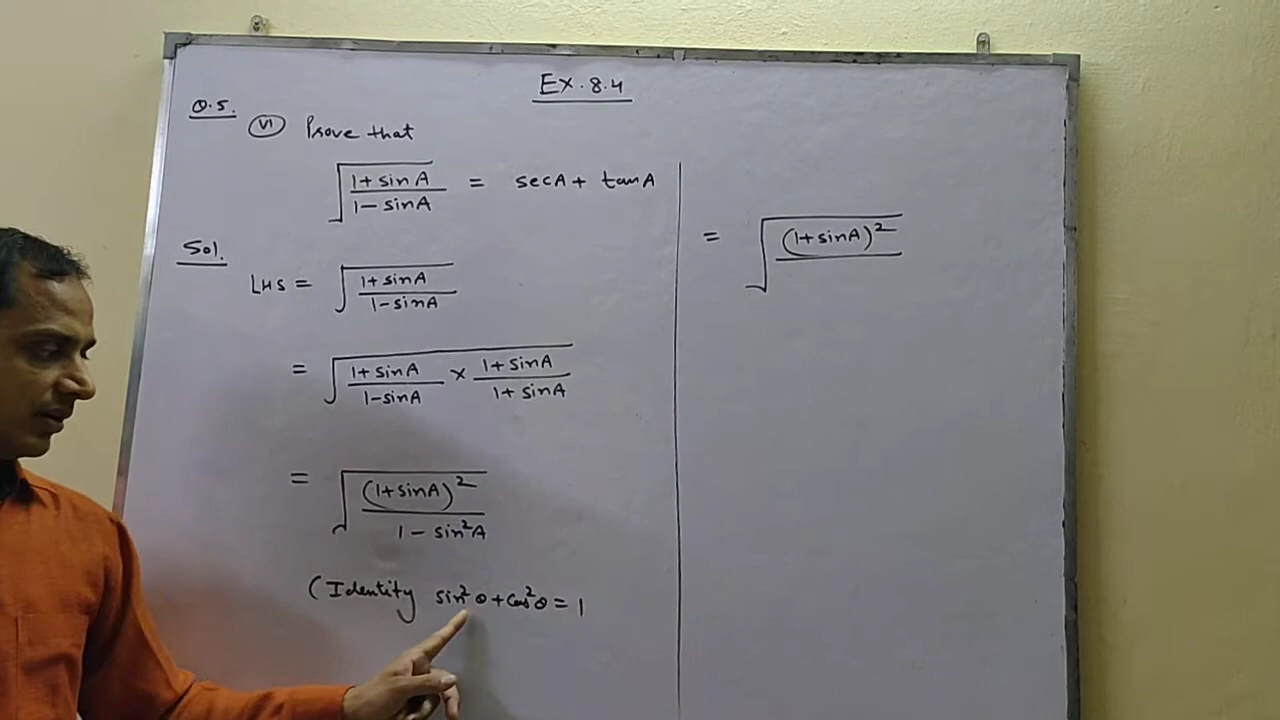 Ex. 8.4
Q.5. (vi) Prove that
√((1+sinA)/(1-sinA)) = secA + tanA
Sol.
LHS = √((1+sinA)/(1-sinA))
= √((1+sinA)/(1-sinA) × (1+sinA)/(1+sinA))
= √((1+sinA)²/(1-sin²A))
(Identity sin²θ+cos²θ=1
= √((1+sinA)²/